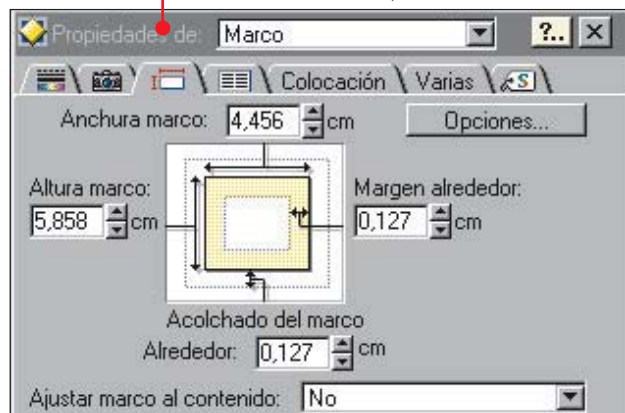 Propiedades de: Marco ?..
Colocación Varias S
Anchura marco: 4,456 cm Opciones...
Altura marco: Margen alrededor:
5,858 cm 0,127 cm
Acolchado del marco
Alrededor: 0,127 cm
Ajustar marco al contenido: No